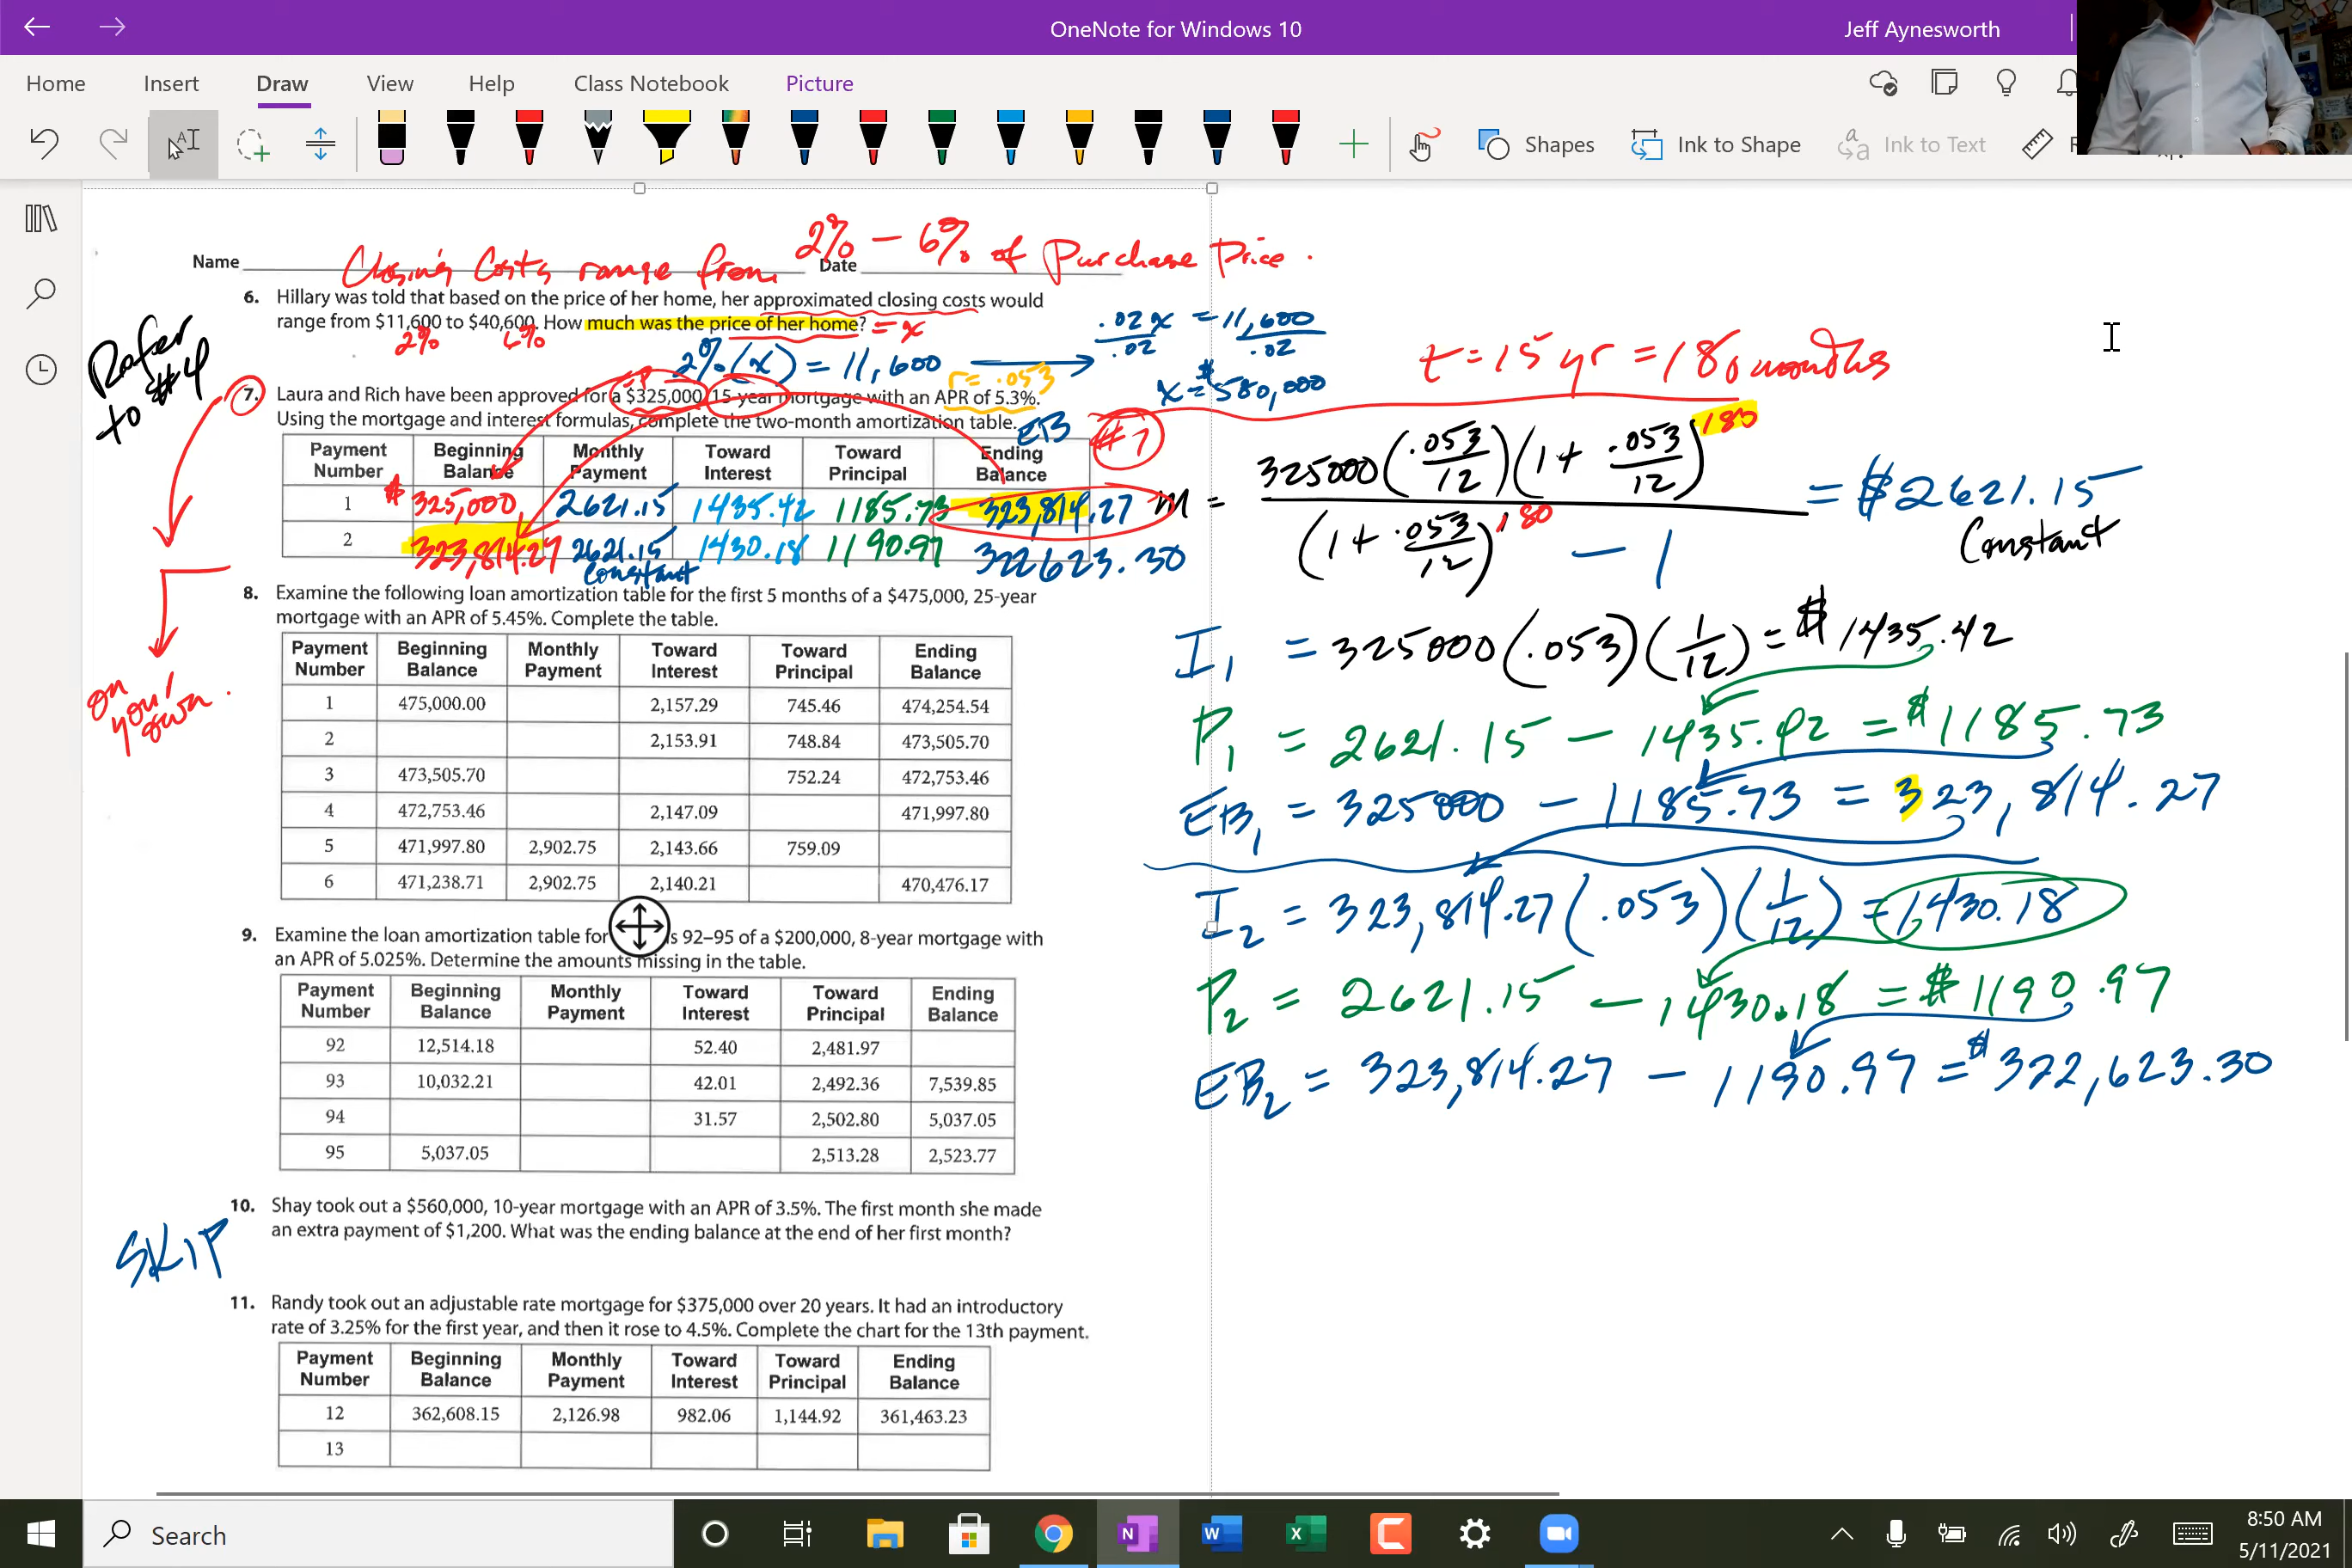 OneNote for Windows 10
Jeff Aynesworth
Home Insert Draw View Help Class Notebook Picture
Shapes Ink to Shape Ink to Text
Closing Costs range from 2% - 6% of Purchase Price.
Name Date
6. Hillary was told that based on the price of her home, her approximated closing costs would
range from $11,600 to $40,600. How much was the price of her home? = x
2% 6%
2%(x) = 11,600
.02x = 11,600
.02 .02
x = $580,000
Refer to #4
r = .053
7. Laura and Rich have been approved for a $325,000, 15-year mortgage with an APR of 5.3%.
Using the mortgage and interest formulas, complete the two-month amortization table.
EB
Payment Number Beginning Balance Monthly Payment Toward Interest Toward Principal Ending Balance
1 $325,000 2621.15 1435.42 1185.73 323,814.27
2 323,814.27 2621.15 1430.18 1190.97 322623.30
Constant
on your own.
8. Examine the following loan amortization table for the first 5 months of a $475,000, 25-year
mortgage with an APR of 5.45%. Complete the table.
Payment Number Beginning Balance Monthly Payment Toward Interest Toward Principal Ending Balance
1 475,000.00 2,157.29 745.46 474,254.54
2 2,153.91 748.84 473,505.70
3 473,505.70 752.24 472,753.46
4 472,753.46 2,147.09 471,997.80
5 471,997.80 2,902.75 2,143.66 759.09
6 471,238.71 2,902.75 2,140.21 470,476.17
9. Examine the loan amortization table for s 92–95 of a $200,000, 8-year mortgage with
an APR of 5.025%. Determine the amounts missing in the table.
Payment Number Beginning Balance Monthly Payment Toward Interest Toward Principal Ending Balance
92 12,514.18 52.40 2,481.97
93 10,032.21 42.01 2,492.36 7,539.85
94 31.57 2,502.80 5,037.05
95 5,037.05 2,513.28 2,523.77
SKIP
10. Shay took out a $560,000, 10-year mortgage with an APR of 3.5%. The first month she made
an extra payment of $1,200. What was the ending balance at the end of her first month?
11. Randy took out an adjustable rate mortgage for $375,000 over 20 years. It had an introductory
rate of 3.25% for the first year, and then it rose to 4.5%. Complete the chart for the 13th payment.
Payment Number Beginning Balance Monthly Payment Toward Interest Toward Principal Ending Balance
12 362,608.15 2,126.98 982.06 1,144.92 361,463.23
13
t = 15 yr = 180 months
#7
325000(.053/12)(1 + .053/12)^180
M = = $2621.15
(1 + .053/12)^180 - 1
Constant
I1 = 325000(.053)(1/12) = $1435.42
P1 = 2621.15 - 1435.42 = $1185.73
EB1 = 325000 - 1185.73 = 323,814.27
I2 = 323,814.27(.053)(1/12) = 1,430.18
P2 = 2621.15 - 1430.18 = $1190.97
EB2 = 323,814.27 - 1190.97 = $322,623.30
Search
8:50 AM
5/11/2021